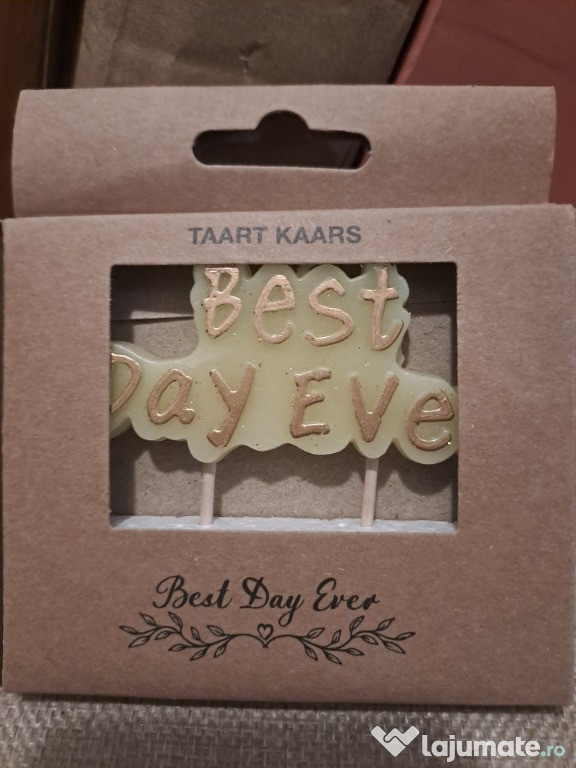 TAART KAARS
Best
Day Eve
Best Day Ever
lajumate.ro